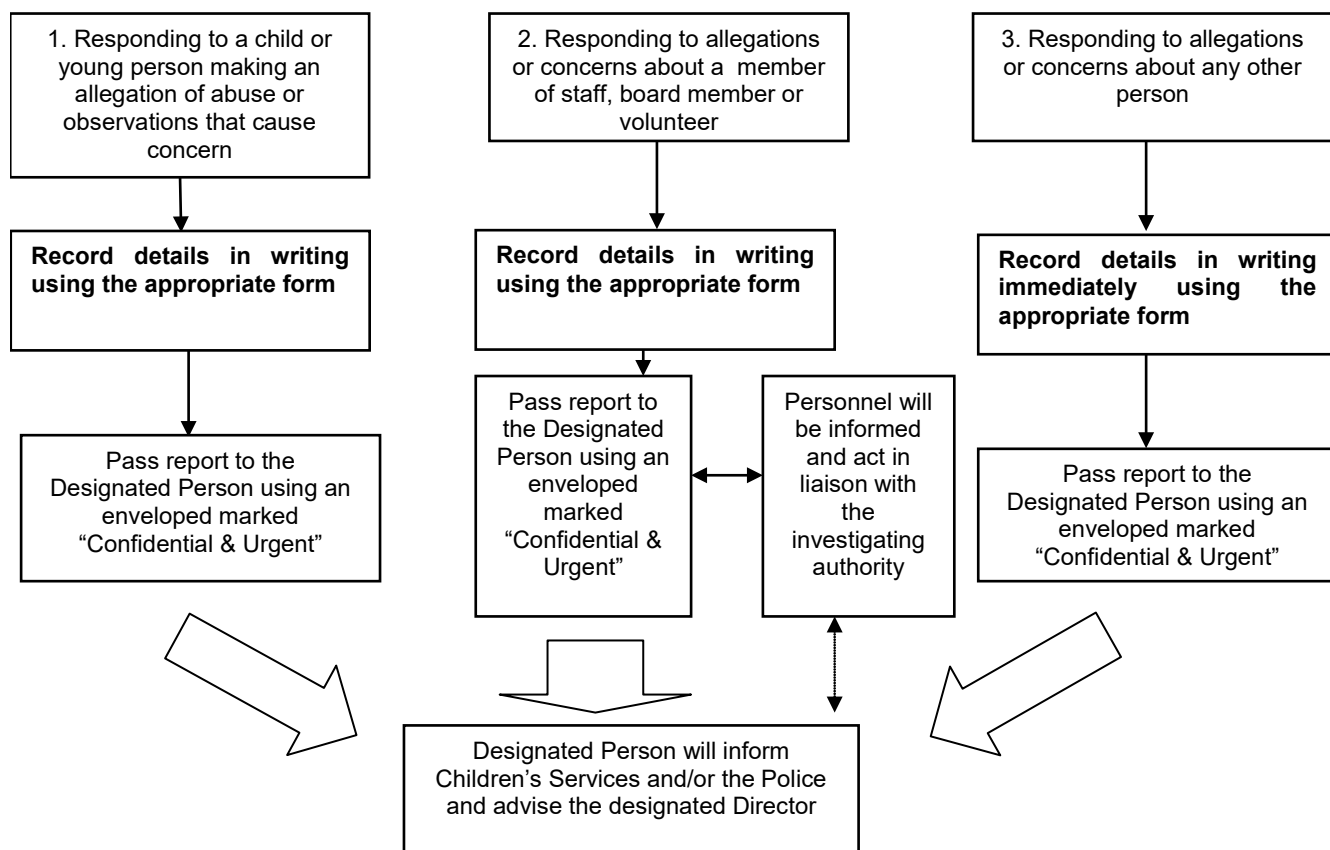 1. Responding to a child or
young person making an
allegation of abuse or
observations that cause
concern
2. Responding to allegations
or concerns about a member
of staff, board member or
volunteer
3. Responding to allegations
or concerns about any other
person
Record details in writing
using the appropriate form
Record details in writing
using the appropriate form
Record details in writing
immediately using the
appropriate form
Pass report to the
Designated Person using an
enveloped marked
“Confidential & Urgent”
Pass report to
the Designated
Person using an
enveloped
marked
“Confidential &
Urgent”
Personnel will
be informed
and act in
liaison with
the
investigating
authority
Pass report to the
Designated Person using an
enveloped marked
“Confidential & Urgent”
Designated Person will inform
Children’s Services and/or the Police
and advise the designated Director